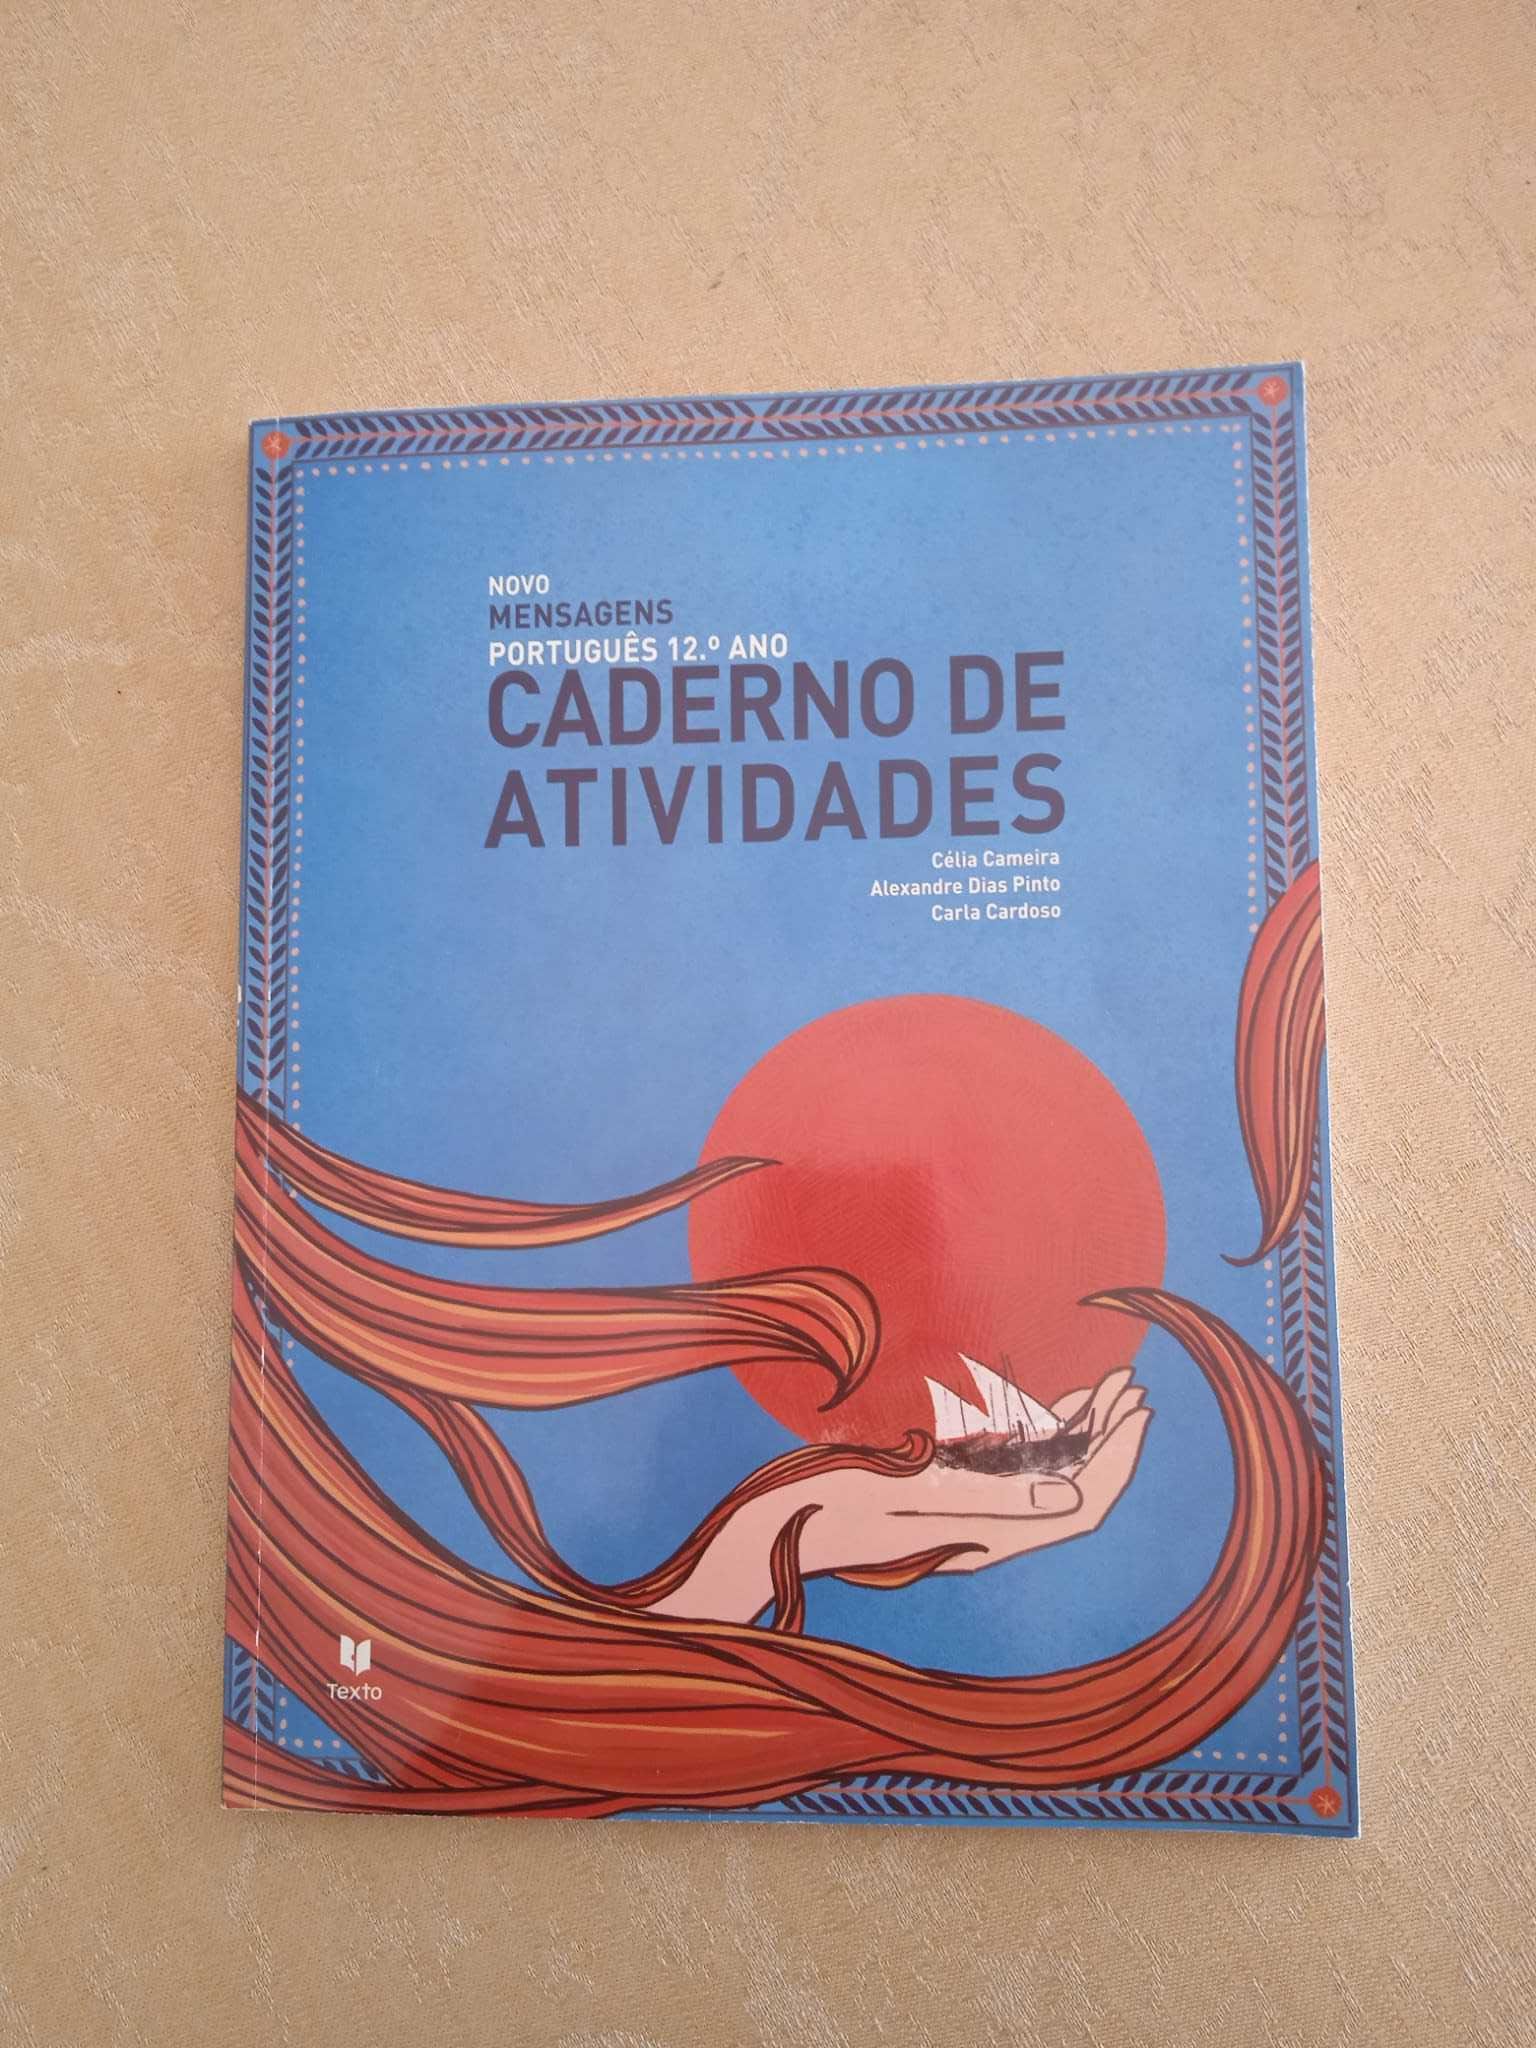 NOVO
MENSAGENS
PORTUGUÊS 12.º ANO
CADERNO DE
ATIVIDADES
Célia Cameira
Alexandre Dias Pinto
Carla Cardoso
Texto